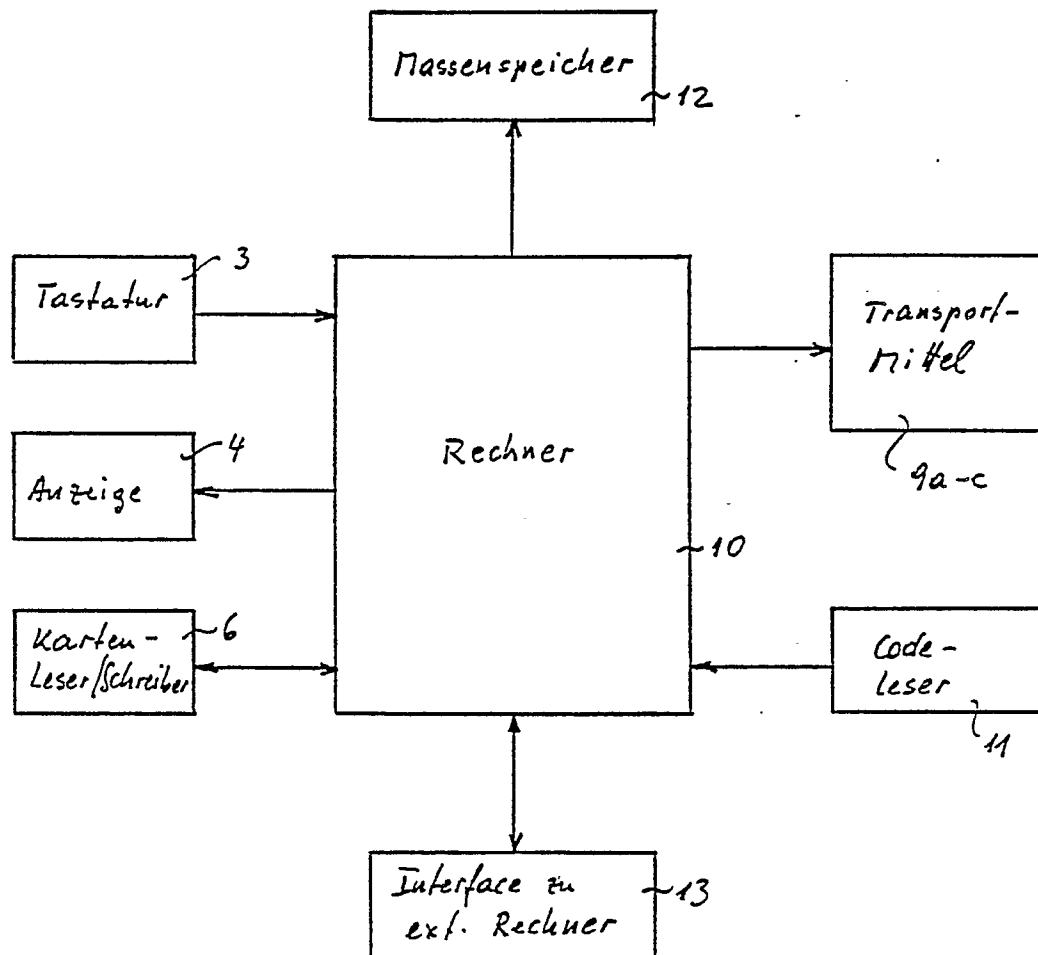 Massenspeicher
12
3
Tastatur
Transport-
Mittel
9a-c
4
Anzeige
Rechner
10
6
Karten-
Leser/Schreiber
Code-
leser
11
Interface zu
ext. Rechner
13